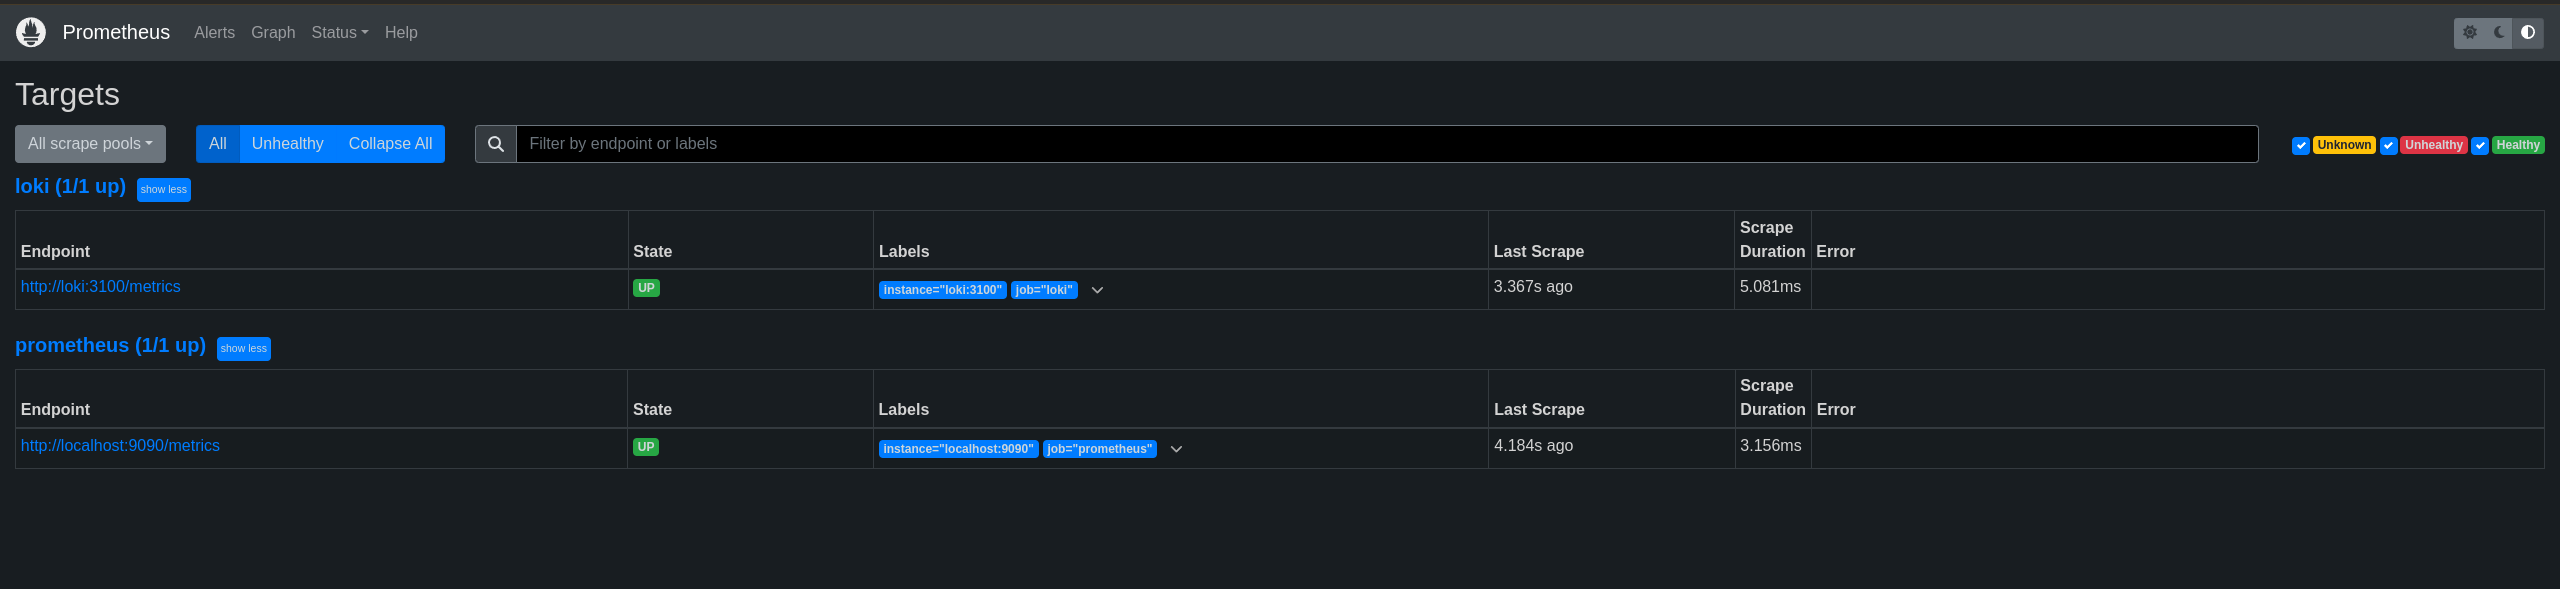 Prometheus Alerts Graph Status Help
Targets
All scrape pools All Unhealthy Collapse All Filter by endpoint or labels Unknown Unhealthy Healthy
loki (1/1 up) show less
Endpoint State Labels Last Scrape Scrape Duration Error
http://loki:3100/metrics UP instance="loki:3100" job="loki" 3.367s ago 5.081ms
prometheus (1/1 up) show less
Endpoint State Labels Last Scrape Scrape Duration Error
http://localhost:9090/metrics UP instance="localhost:9090" job="prometheus" 4.184s ago 3.156ms